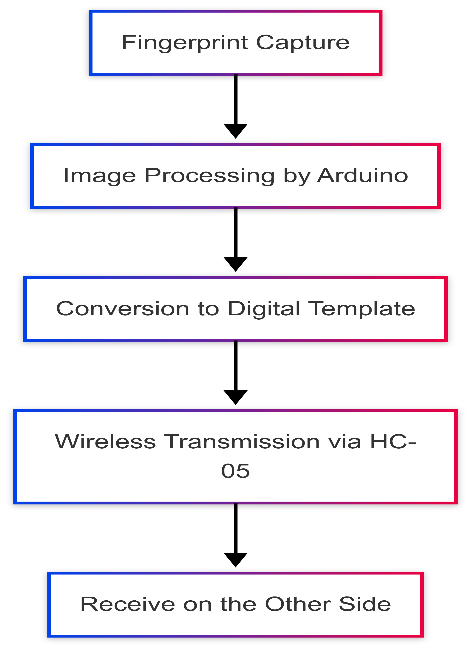 Fingerprint Capture
Image Processing by Arduino
Conversion to Digital Template
Wireless Transmission via HC-
05
Receive on the Other Side